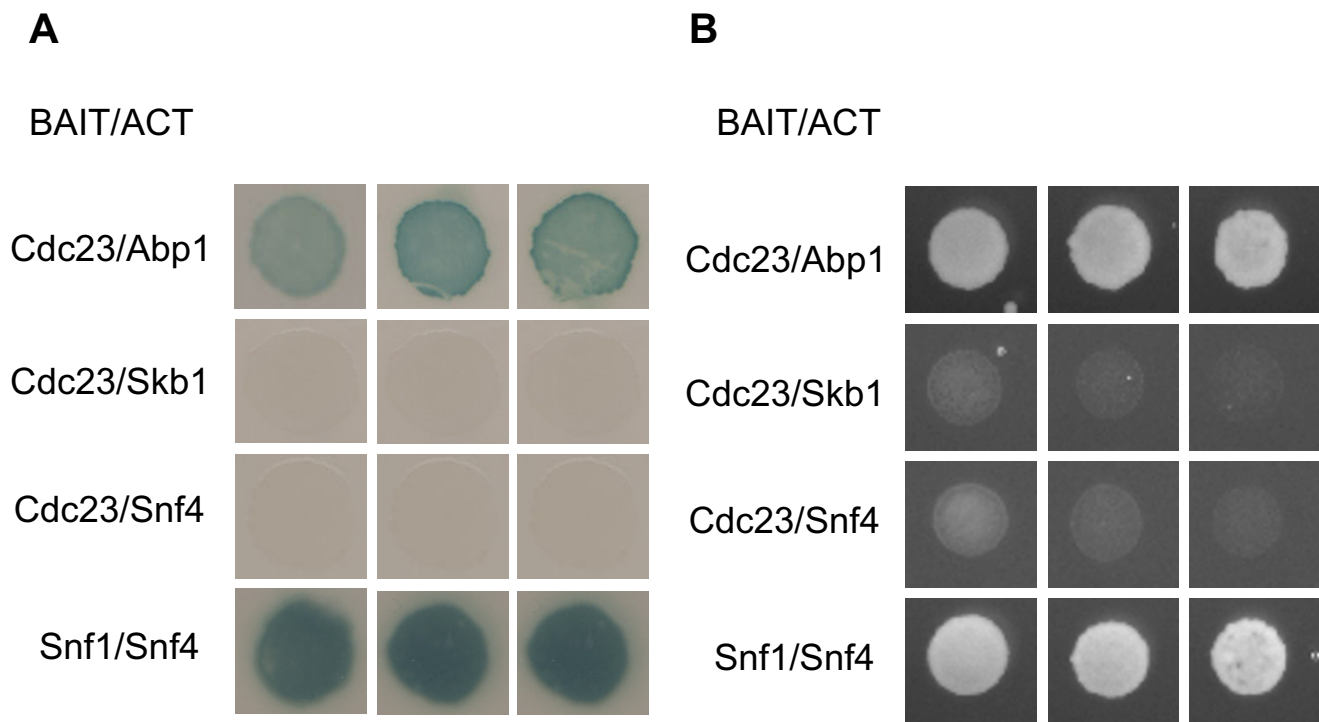 A
BAIT/ACT
Cdc23/Abp1
Cdc23/Skb1
Cdc23/Snf4
Snf1/Snf4
B
BAIT/ACT
Cdc23/Abp1
Cdc23/Skb1
Cdc23/Snf4
Snf1/Snf4